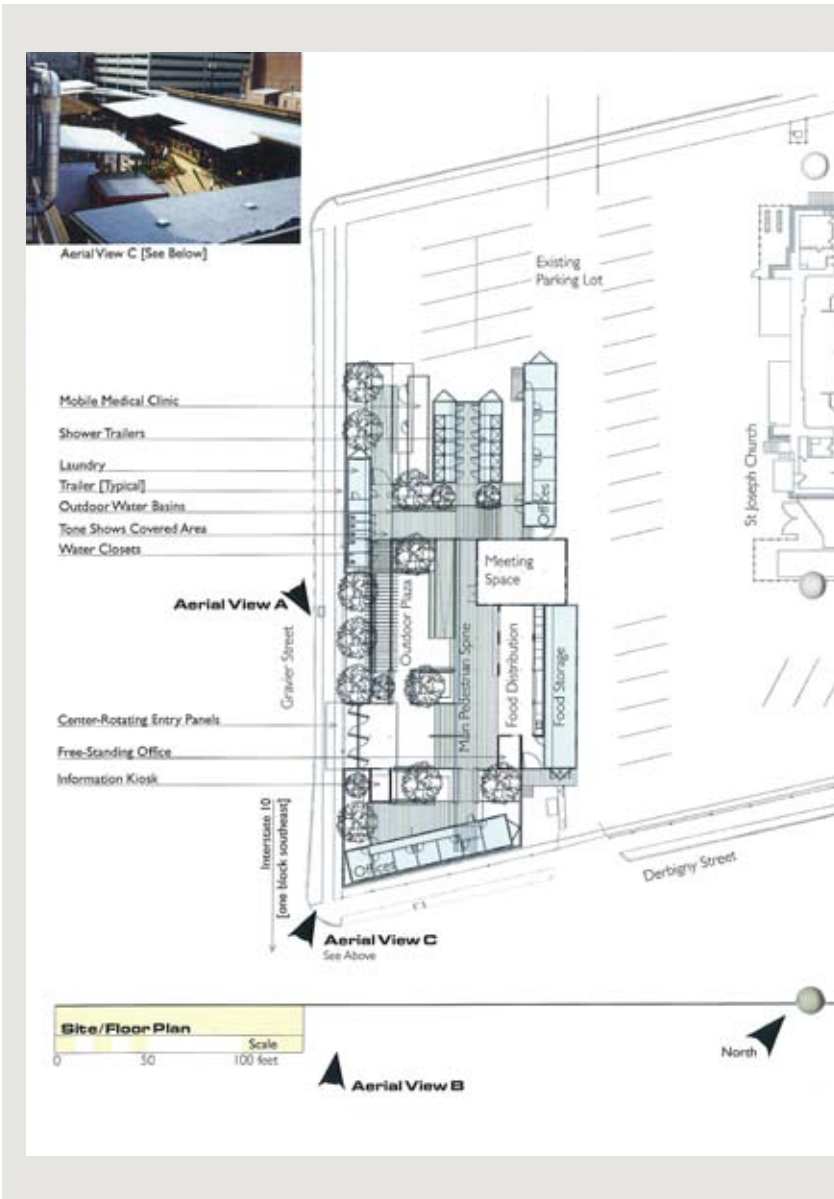 Aerial View C [See Below]
Existing
Parking Lot
Mobile Medical Clinic
Shower Trailers
Laundry
Trailer [Typical]
Outdoor Water Basins
Tone Shows Covered Area
Water Closets
Offices
St Joseph Church
Meeting
Space
Aerial View A
Gravier Street
Outdoor Plaza
Main Pedestrian Spine
Food Distribution
Food Storage
Center-Rotating Entry Panels
Free-Standing Office
Information Kiosk
Interstate 10
[one block southeast]
Offices
Derbigny Street
Aerial View C
See Above
Site/Floor Plan
Scale
0 50 100 feet
North
Aerial View B